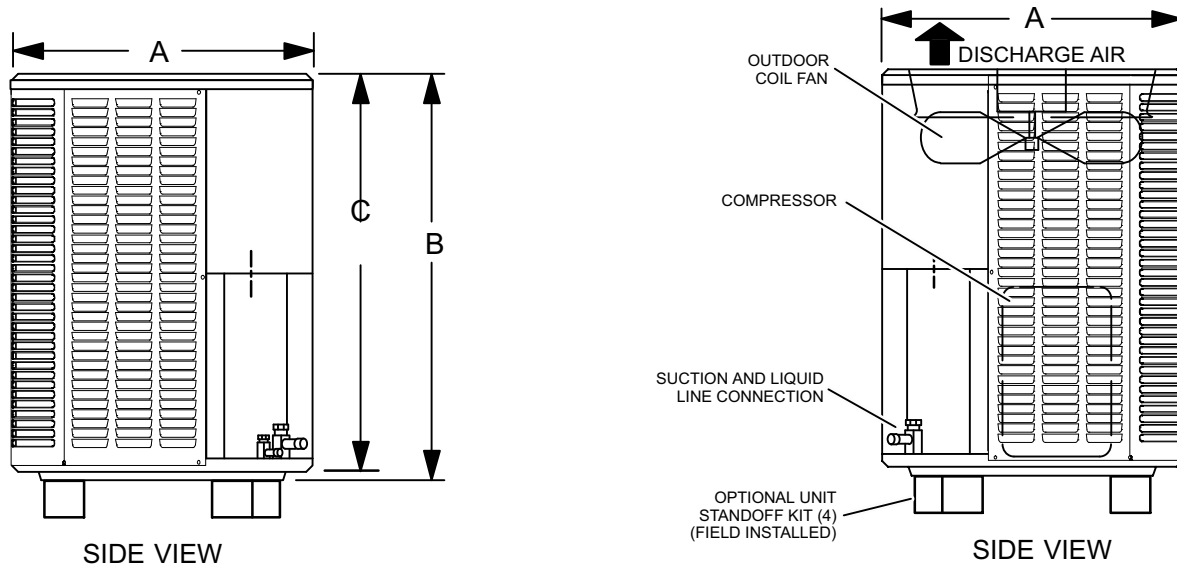 A
C
B
SIDE VIEW
A
DISCHARGE AIR
OUTDOOR
COIL FAN
COMPRESSOR
SUCTION AND LIQUID
LINE CONNECTION
OPTIONAL UNIT
STANDOFF KIT (4)
(FIELD INSTALLED)
SIDE VIEW